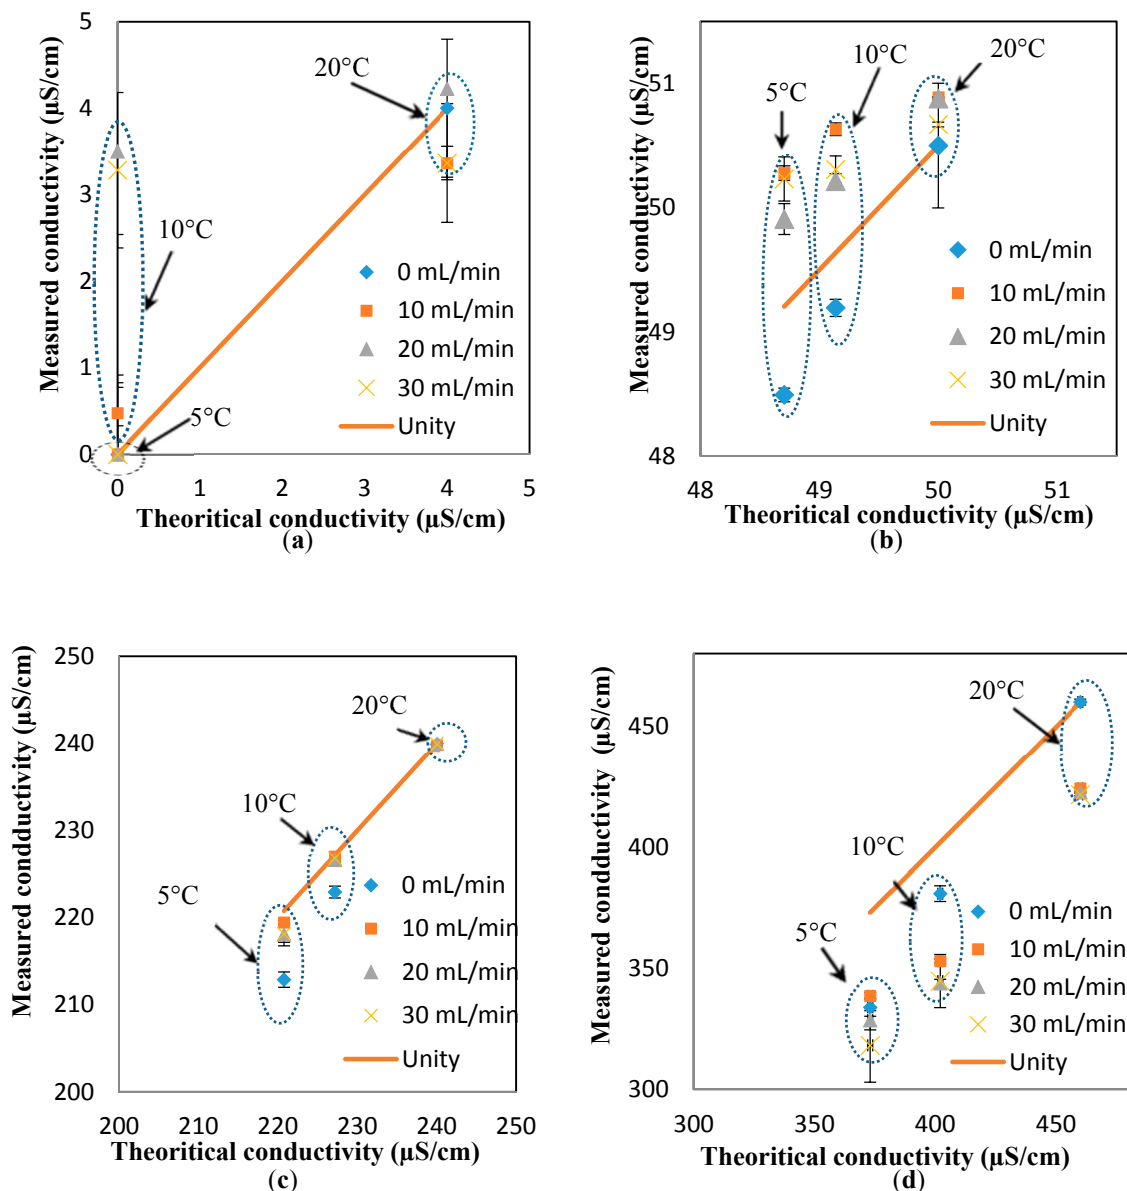 Measured conductivity (µS/cm)
5
4
3
2
1
0
20°C
10°C
5°C
0 mL/min
10 mL/min
20 mL/min
30 mL/min
Unity
0 1 2 3 4 5
Theoritical conductivity (µS/cm)
(a)
Measured conductivity (µS/cm)
51
50
49
48
5°C
10°C
20°C
0 mL/min
10 mL/min
20 mL/min
30 mL/min
Unity
48 49 50 51
Theoritical conductivity (µS/cm)
(b)
Measured condductivity (µS/cm)
250
240
230
220
210
200
20°C
10°C
5°C
0 mL/min
10 mL/min
20 mL/min
30 mL/min
Unity
200 210 220 230 240 250
Theoritical conductivity (µS/cm)
(c)
Measured conductivity (µS/cm)
450
400
350
300
20°C
10°C
5°C
0 mL/min
10 mL/min
20 mL/min
30 mL/min
Unity
300 350 400 450
Theoritical conductivity (µS/cm)
(d)